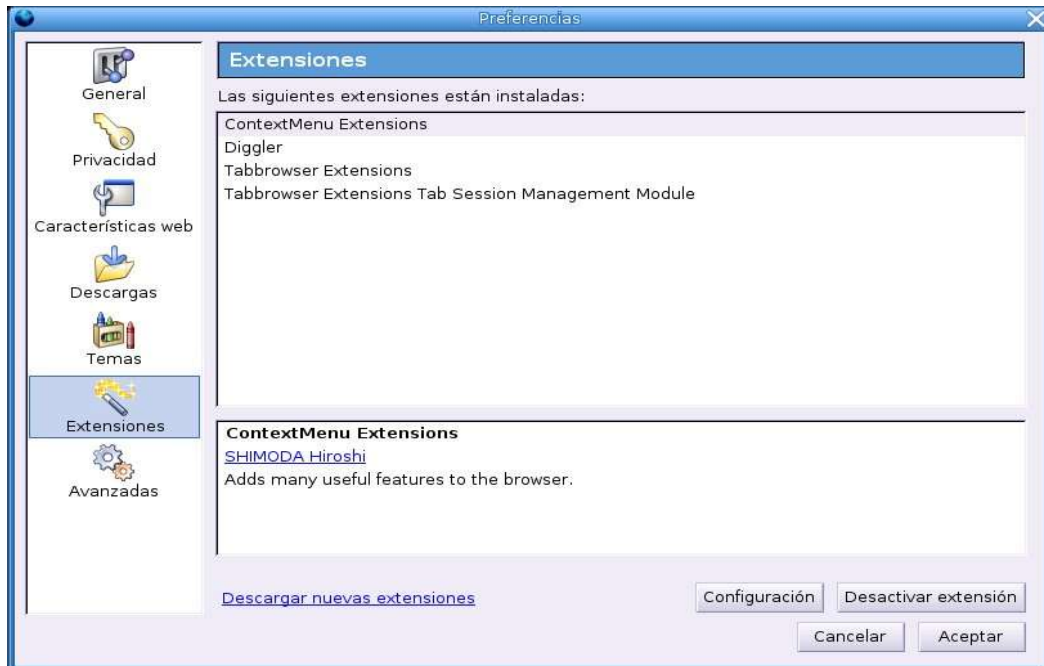 Preferencias
General
Privacidad
Características web
Descargas
Temas
Extensiones
Avanzadas
Extensiones
Las siguientes extensiones están instaladas:
ContextMenu Extensions
Diggler
Tabbrowser Extensions
Tabbrowser Extensions Tab Session Management Module
ContextMenu Extensions
SHIMODA Hiroshi
Adds many useful features to the browser.
Descargar nuevas extensiones
Configuración
Desactivar extensión
Cancelar
Aceptar